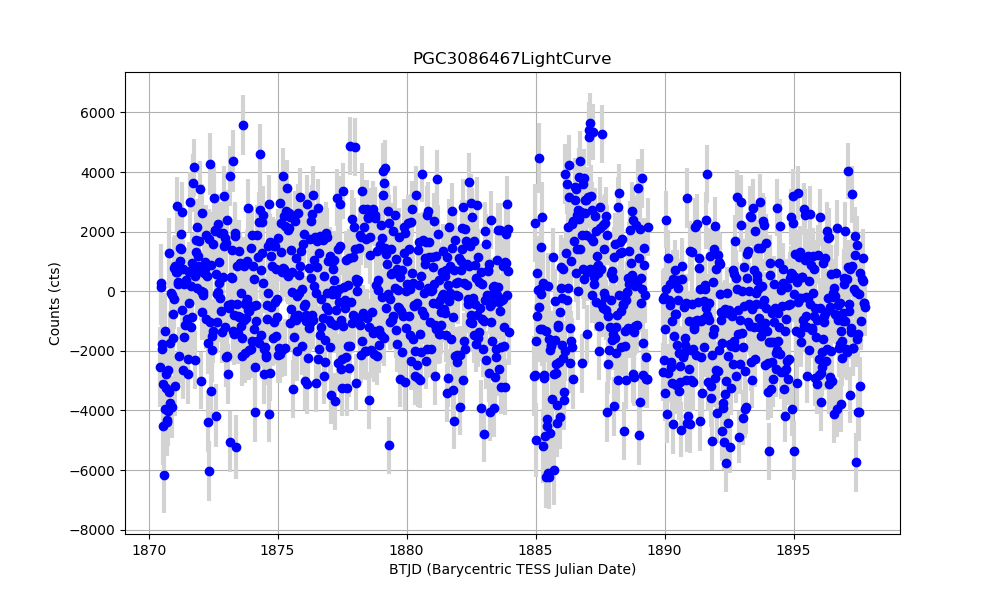 PGC3086467LightCurve
6000
4000
2000
0
−2000
−4000
−6000
−8000
Counts (cts)
1870 1875 1880 1885 1890 1895
BTJD (Barycentric TESS Julian Date)